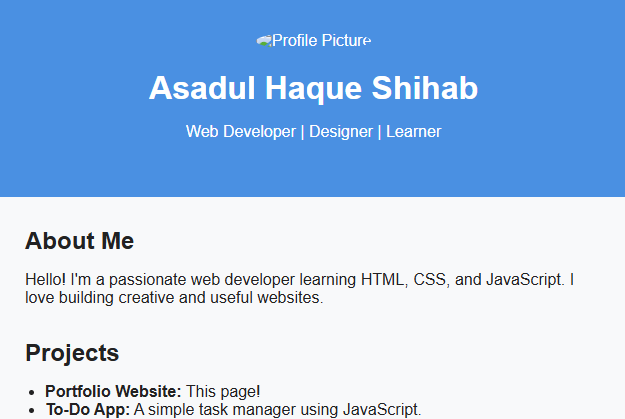 Profile Picture
Asadul Haque Shihab
Web Developer | Designer | Learner
About Me
Hello! I'm a passionate web developer learning HTML, CSS, and JavaScript. I
love building creative and useful websites.
Projects
• Portfolio Website: This page!
• To-Do App: A simple task manager using JavaScript.